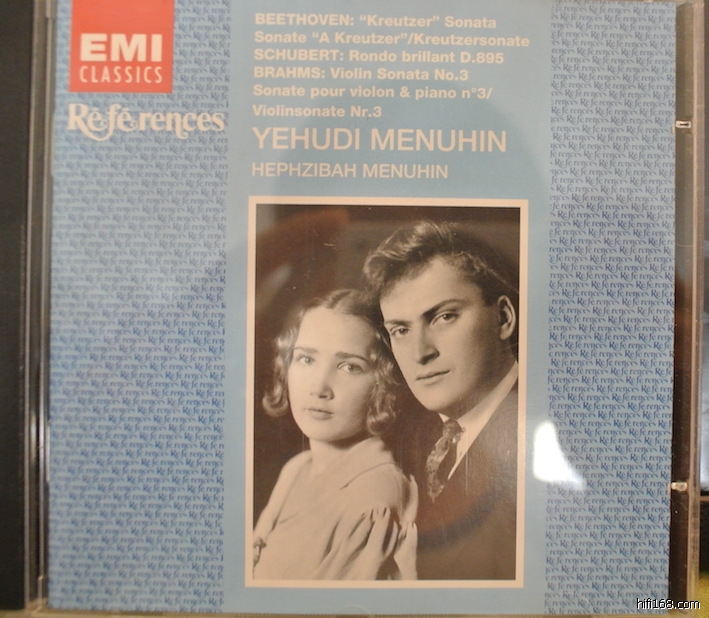 EMI
CLASSICS
Références
BEETHOVEN: “Kreutzer” Sonata
Sonate “A Kreutzer”/Kreutzersonate
SCHUBERT: Rondo brillant D.895
BRAHMS: Violin Sonata No.3
Sonate pour violon & piano n°3/
Violinsonate Nr.3
YEHUDI MENUHIN
HEPHZIBAH MENUHIN
hifi168.com